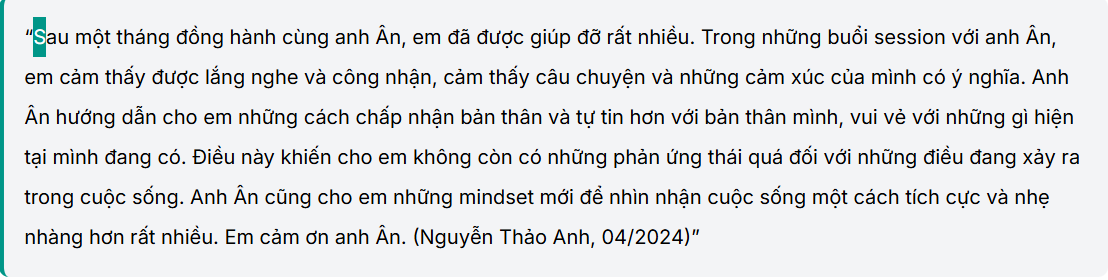 “Sau một tháng đồng hành cùng anh Ân, em đã được giúp đỡ rất nhiều. Trong những buổi session với anh Ân,
em cảm thấy được lắng nghe và công nhận, cảm thấy câu chuyện và những cảm xúc của mình có ý nghĩa. Anh
Ân hướng dẫn cho em những cách chấp nhận bản thân và tự tin hơn với bản thân mình, vui vẻ với những gì hiện
tại mình đang có. Điều này khiến cho em không còn có những phản ứng thái quá đối với những điều đang xảy ra
trong cuộc sống. Anh Ân cũng cho em những mindset mới để nhìn nhận cuộc sống một cách tích cực và nhẹ
nhàng hơn rất nhiều. Em cảm ơn anh Ân. (Nguyễn Thảo Anh, 04/2024)”